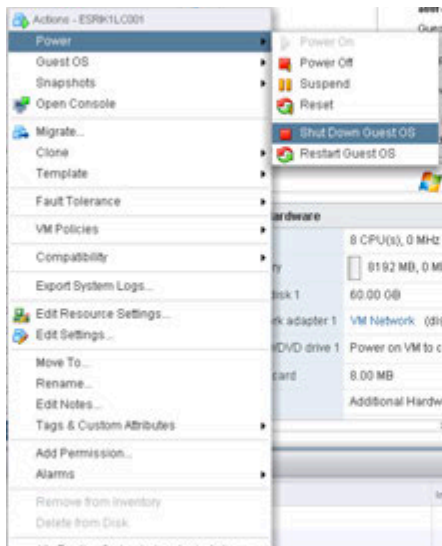 Actions - ESRIK1LC001
Power
Guest OS
Snapshots
Open Console
Migrate...
Clone
Template
Fault Tolerance
VM Policies
Compatibility
Export System Logs...
Edit Resource Settings...
Edit Settings...
Move To...
Rename...
Edit Notes...
Tags & Custom Attributes
Add Permission...
Alarms
Remove from Inventory
Delete from Disk
Power On
Power Off
Suspend
Reset
Shut Down Guest OS
Restart Guest OS
ardware
8 CPU(s), 0 MHz
8192 MB, 0 M
disk 1
60.00 GB
rk adapter 1
VM Network (dis
/DVD drive 1
Power on VM to c
card
8.00 MB
Additional Hardw